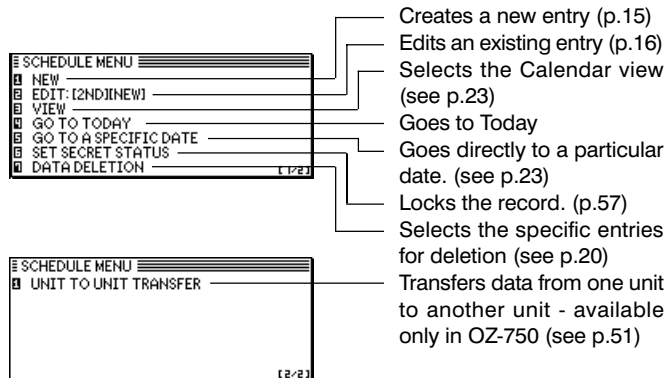 SCHEDULE MENU
1 NEW
2 EDIT: [2ND][NEW]
3 VIEW
4 GO TO TODAY
5 GO TO A SPECIFIC DATE
6 SET SECRET STATUS
7 DATA DELETION
[1/2]
Creates a new entry (p.15)
Edits an existing entry (p.16)
Selects the Calendar view
(see p.23)
Goes to Today
Goes directly to a particular
date. (see p.23)
Locks the record. (p.57)
Selects the specific entries
for deletion (see p.20)
SCHEDULE MENU
1 UNIT TO UNIT TRANSFER
[2/2]
Transfers data from one unit
to another unit - available
only in OZ-750 (see p.51)